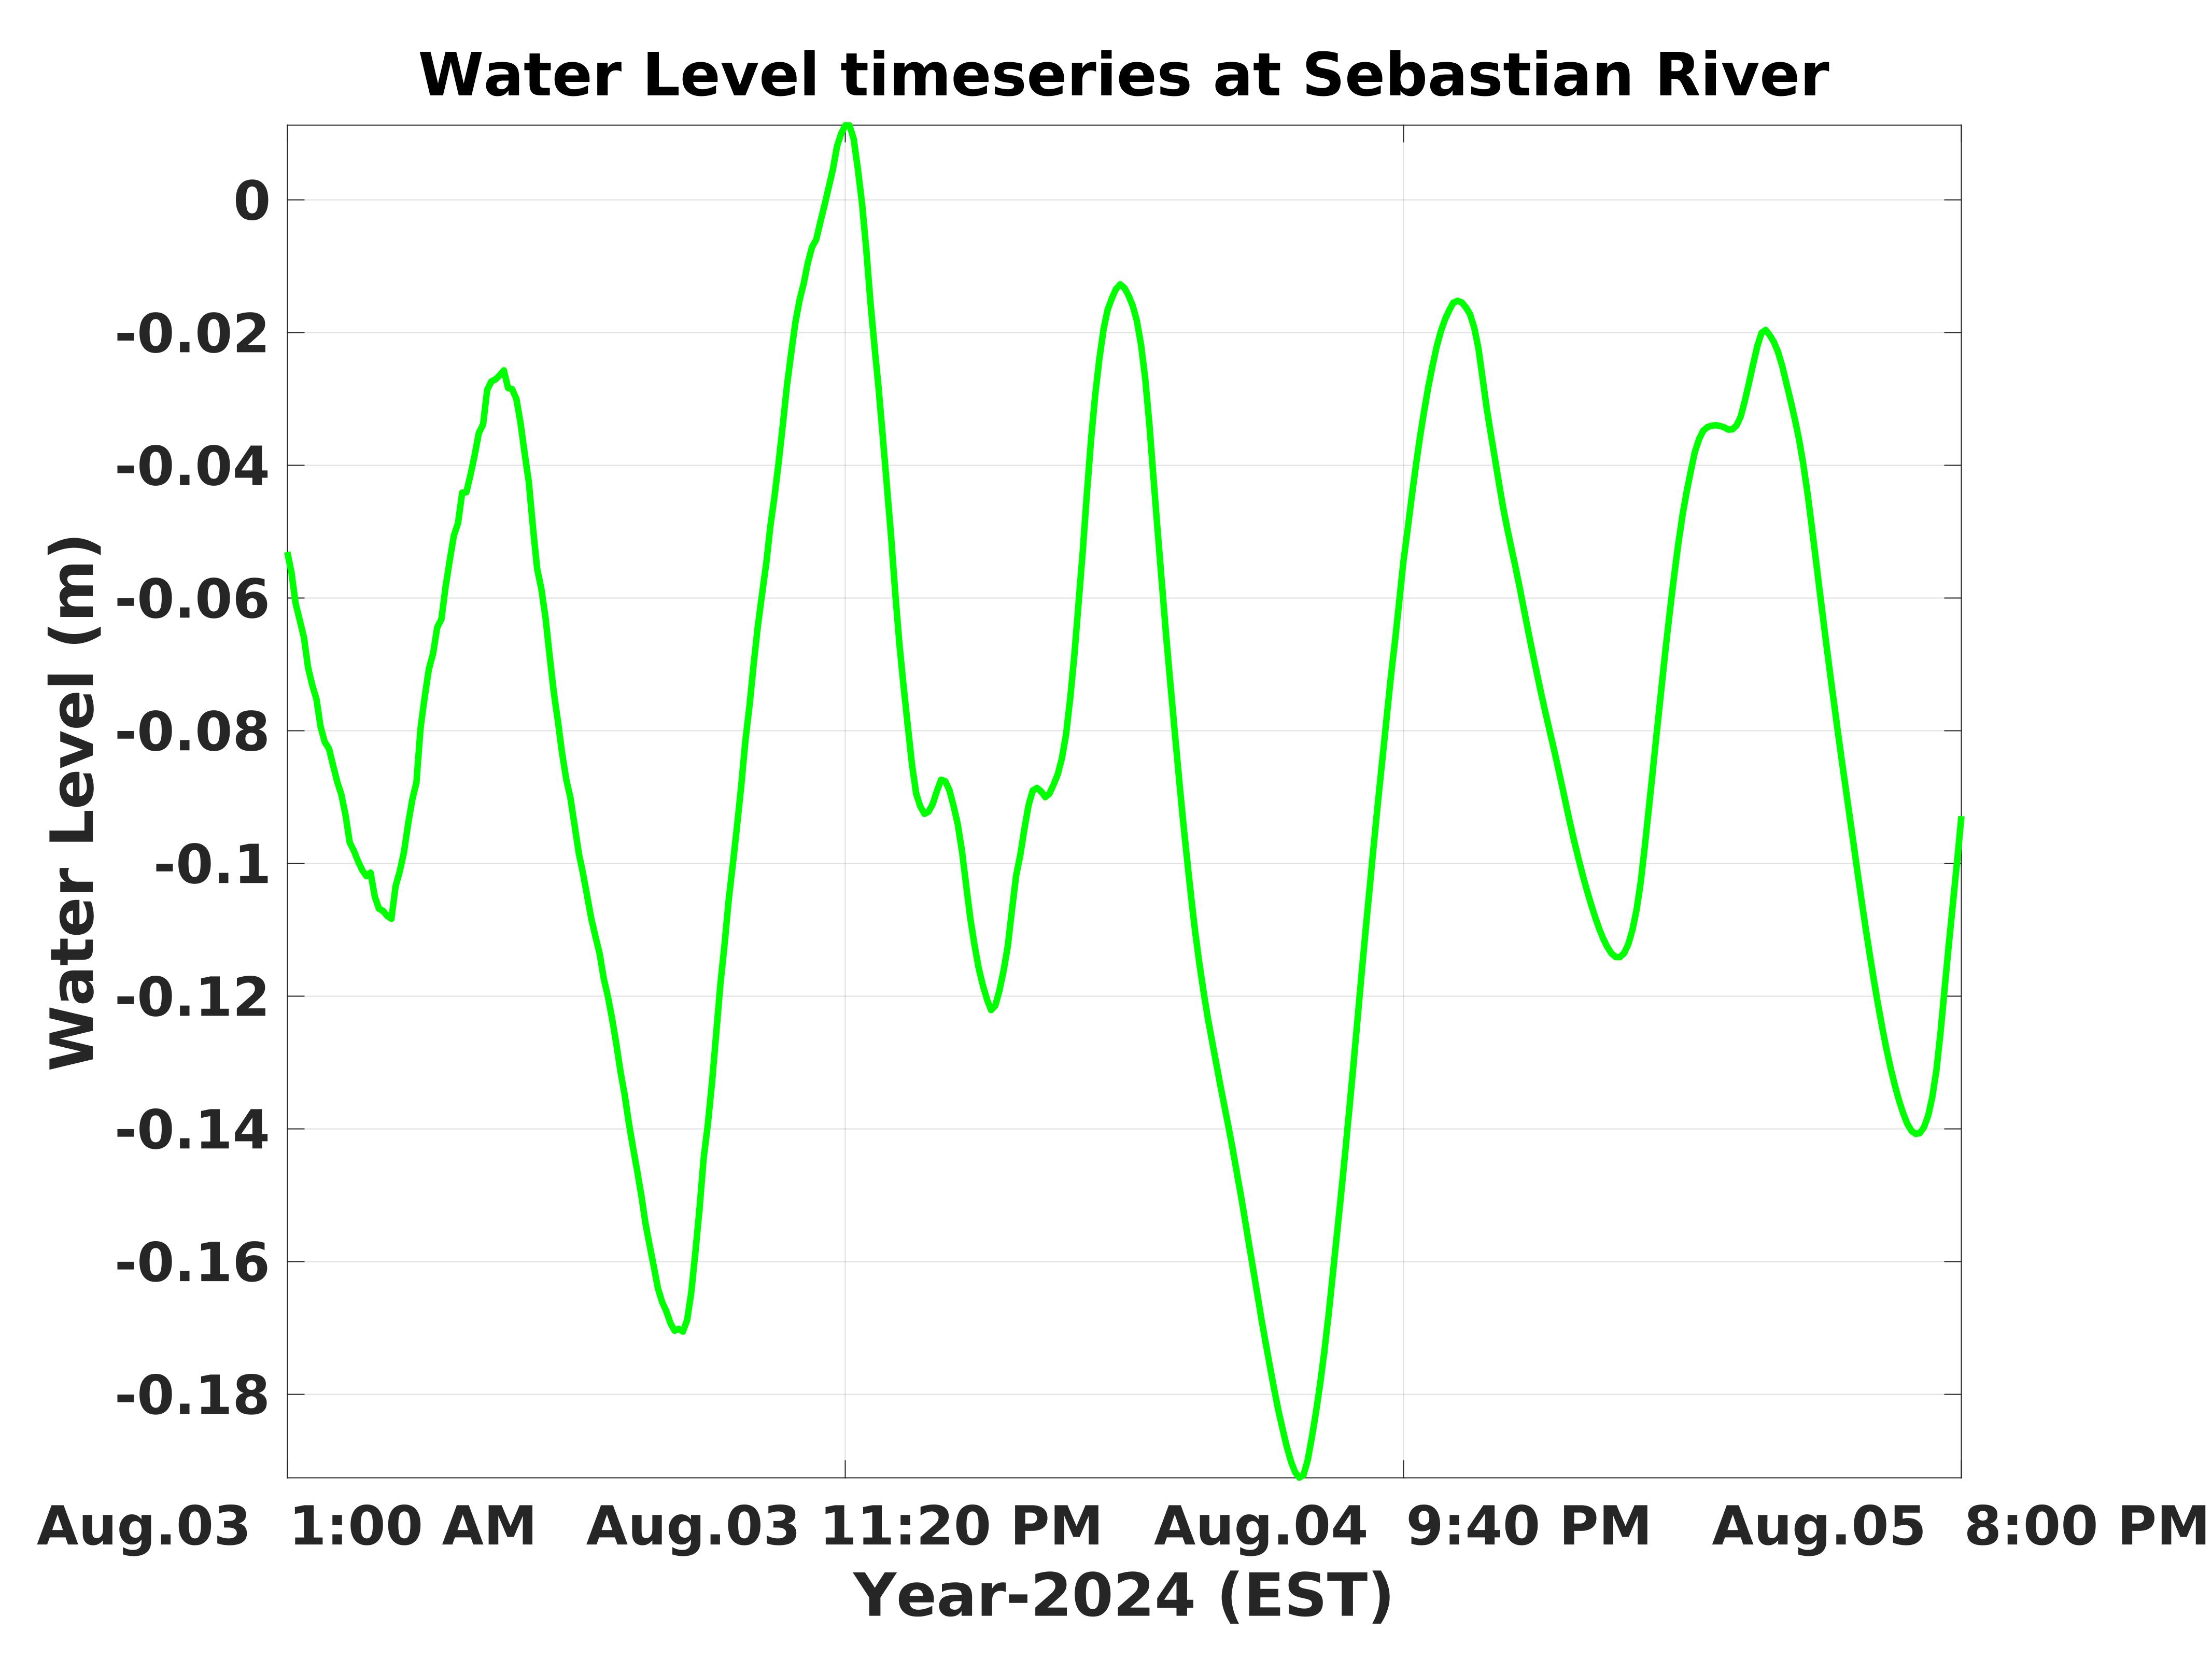 Water Level timeseries at Sebastian River
Water Level (m)
0
-0.02
-0.04
-0.06
-0.08
-0.1
-0.12
-0.14
-0.16
-0.18
Aug.03 1:00 AM Aug.03 11:20 PM Aug.04 9:40 PM Aug.05 8:00 PM
Year-2024 (EST)